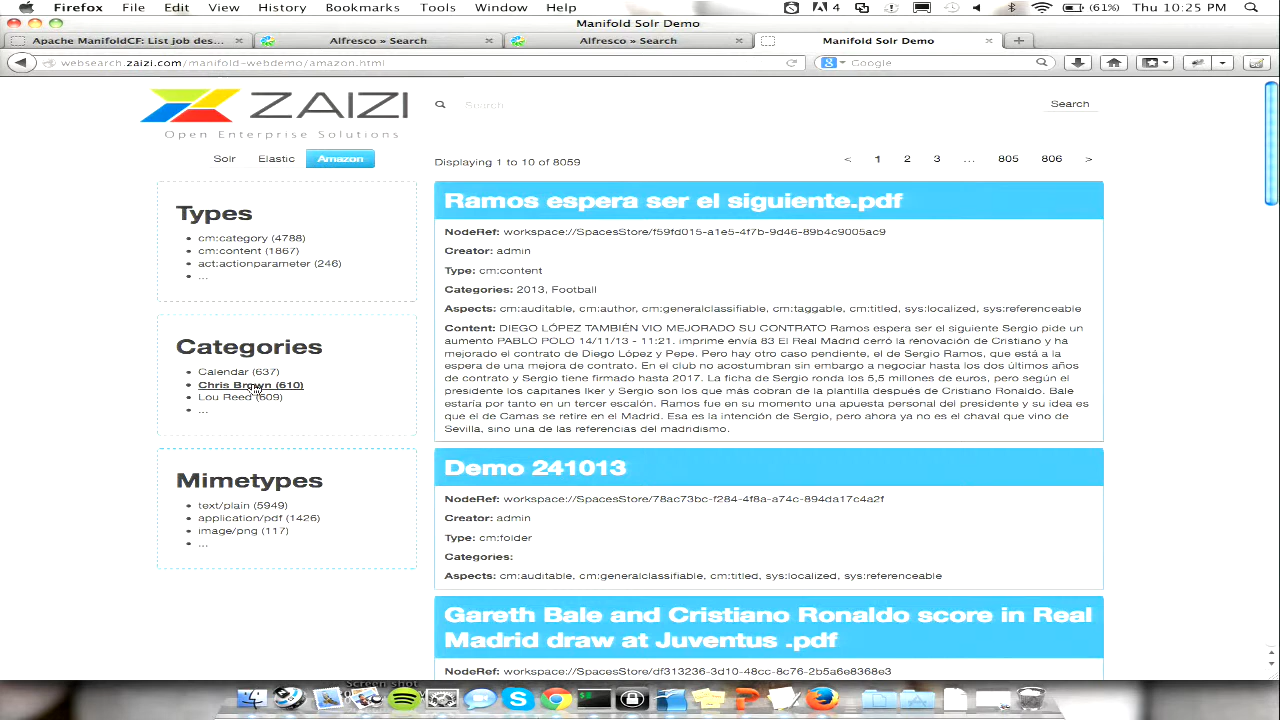 Firefox File Edit View History Bookmarks Tools Window Help 4 (61%) Thu 10:25 PM
Manifold Solr Demo
Apache ManifoldCF: List job des... Alfresco » Search Alfresco » Search Manifold Solr Demo
websearch.zaizi.com/manifold-webdemo/amazon.html Google
ZAIZI
Open Enterprise Solutions
Search Search
Solr Elastic Amazon
Displaying 1 to 10 of 8059 < 1 2 3 ... 805 806 >
Types
cm:category (4788)
cm:content (1867)
act:actionparameter (246)
...
Categories
Calendar (637)
Chris Brown (610)
Lou Reed (609)
...
Mimetypes
text/plain (5949)
application/pdf (1426)
image/png (117)
...
Ramos espera ser el siguiente.pdf
NodeRef: workspace://SpacesStore/f59fd015-a1e5-4f7b-9d46-89b4c9005ac9
Creator: admin
Type: cm:content
Categories: 2013, Football
Aspects: cm:auditable, cm:author, cm:generalclassifiable, cm:taggable, cm:titled, sys:localized, sys:referenceable
Content: DIEGO LÓPEZ TAMBIÉN VIO MEJORADO SU CONTRATO Ramos espera ser el siguiente Sergio pide un
aumento PABLO POLO 14/11/13 - 11:21. imprime envía 83 El Real Madrid cerró la renovación de Cristiano y ha
mejorado el contrato de Diego López y Pepe. Pero hay otro caso pendiente, el de Sergio Ramos, que está a la
espera de una mejora de contrato. En el club no acostumbran sin embargo a negociar hasta los dos últimos años
de contrato y Sergio tiene firmado hasta 2017. La ficha de Sergio ronda los 5,5 millones de euros, pero según el
presidente los capitanes Iker y Sergio son los que más cobran de la plantilla después de Cristiano Ronaldo. Bale
estaría por tanto en un tercer escalón. Ramos fue en su momento una apuesta personal del presidente y su idea es
que el de Camas se retire en el Madrid. Esa es la intención de Sergio, pero ahora ya no es el chaval que vino de
Sevilla, sino una de las referencias del madridismo.
Demo 241013
NodeRef: workspace://SpacesStore/78ac73bc-f284-4f8a-a74c-894da17c4a2f
Creator: admin
Type: cm:folder
Categories:
Aspects: cm:auditable, cm:generalclassifiable, cm:titled, sys:localized, sys:referenceable
Gareth Bale and Cristiano Ronaldo score in Real
Madrid draw at Juventus .pdf
NodeRef: workspace://SpacesStore/df313236-3d10-48cc-8c76-2b5a6e8368e3
Screen shot